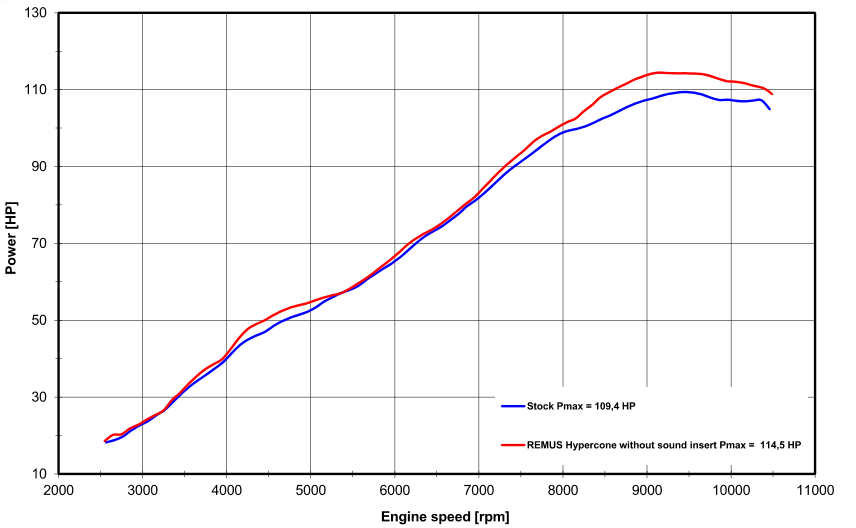 130
110
90
70
50
30
10
Power [HP]
Stock Pmax = 109,4 HP
REMUS Hypercone without sound insert Pmax =  114,5 HP
2000 3000 4000 5000 6000 7000 8000 9000 10000 11000
Engine speed [rpm]